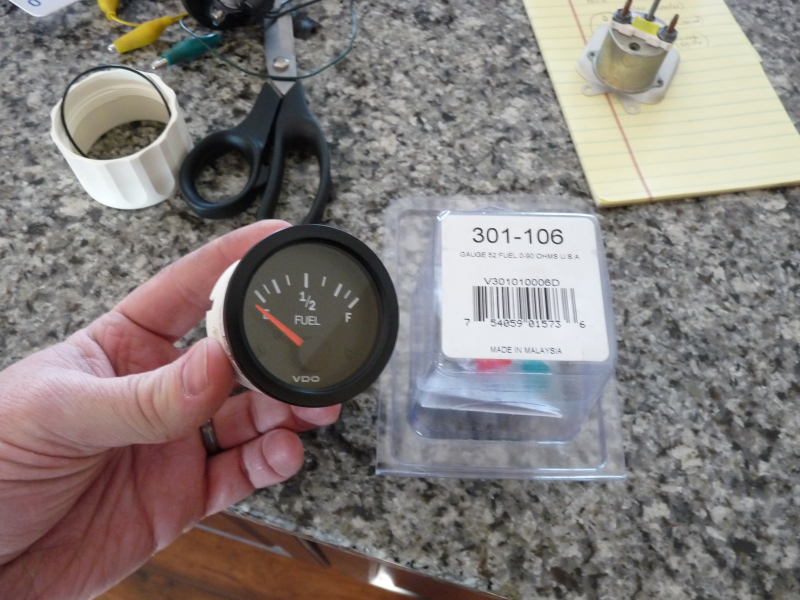 301-106
GAUGE 52 FUEL 0-90 OHMS U S A
V301010006D
7 54059 01573 6
MADE IN MALAYSIA
E 1/2 F
FUEL
VDO